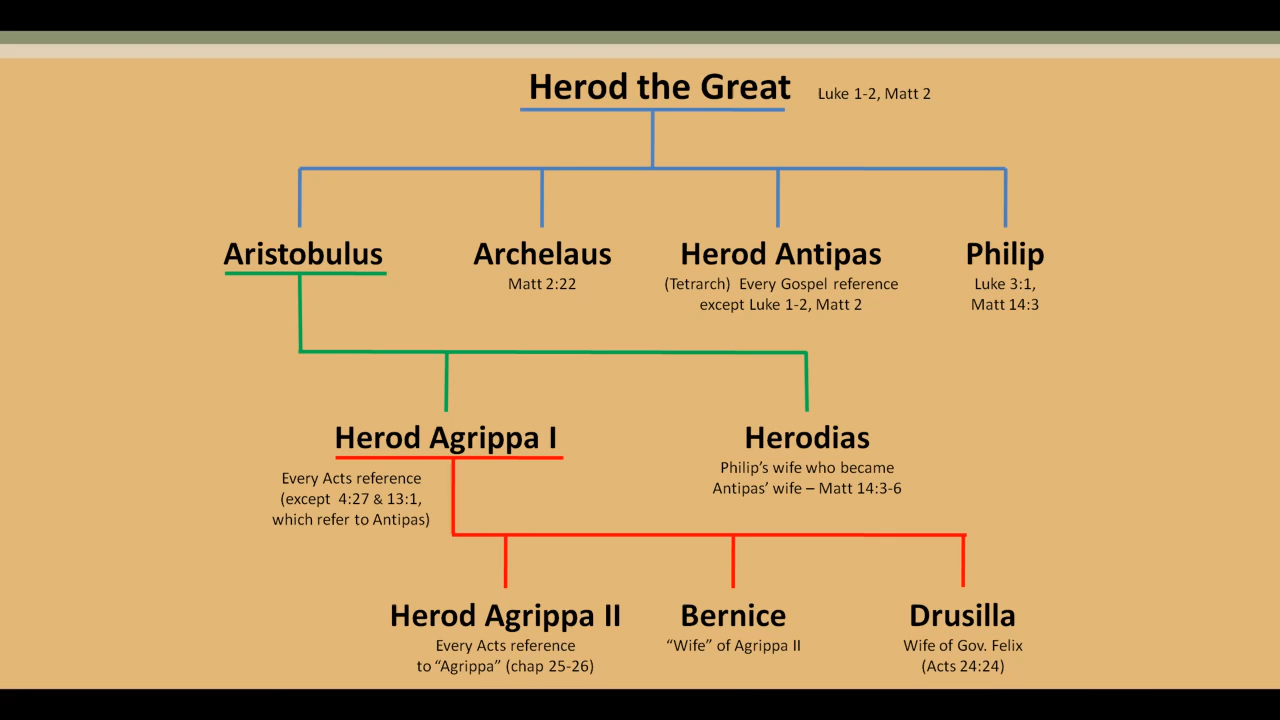 Herod the Great
Luke 1-2, Matt 2
Aristobulus
Archelaus
Matt 2:22
Herod Antipas
(Tetrarch) Every Gospel reference
except Luke 1-2, Matt 2
Philip
Luke 3:1,
Matt 14:3
Herod Agrippa I
Every Acts reference
(except 4:27 & 13:1,
which refer to Antipas)
Herodias
Philip’s wife who became
Antipas’ wife – Matt 14:3-6
Herod Agrippa II
Every Acts reference
to “Agrippa” (chap 25-26)
Bernice
“Wife” of Agrippa II
Drusilla
Wife of Gov. Felix
(Acts 24:24)